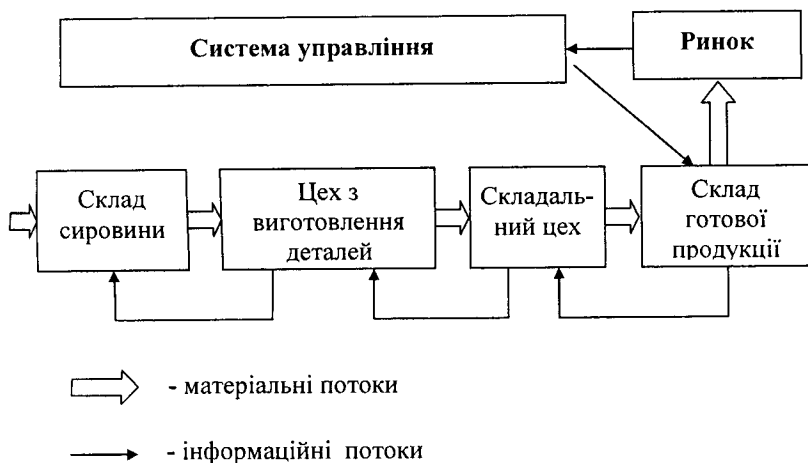 Система управління
Ринок
Склад
сировини
Цех з
виготовлення
деталей
Складаль-
ний цех
Склад
готової
продукції
- матеріальні потоки
- інформаційні потоки